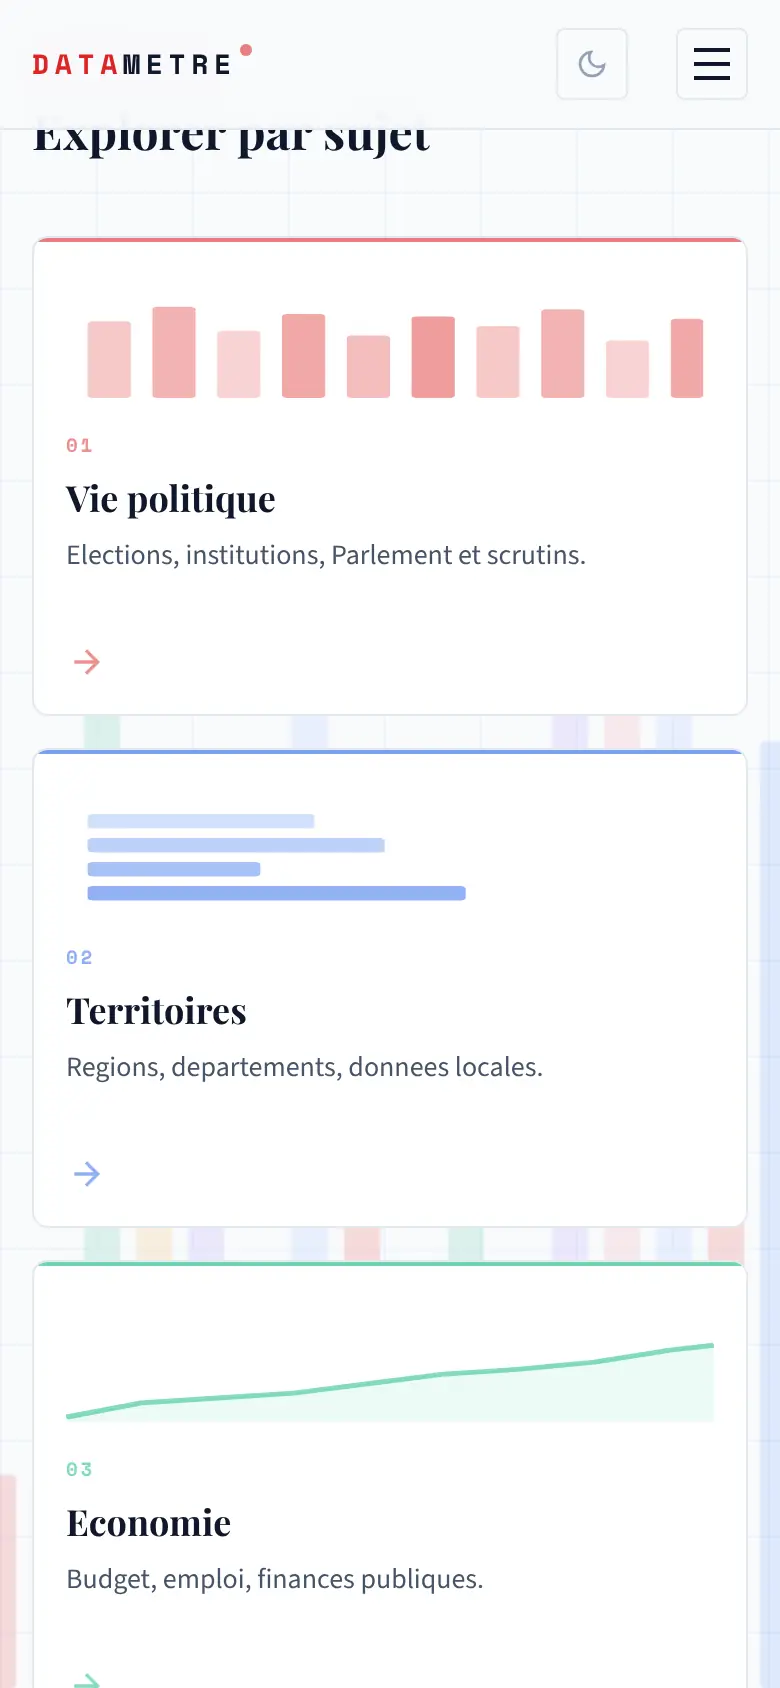 DATAMETRE
Explorer par sujet
01
Vie politique
Elections, institutions, Parlement et scrutins.
02
Territoires
Regions, departements, donnees locales.
03
Economie
Budget, emploi, finances publiques.